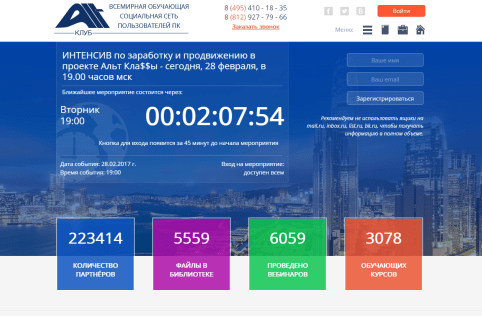 ВСЕМИРНАЯ ОБУЧАЮЩАЯ
СОЦИАЛЬНАЯ СЕТЬ
ПОЛЬЗОВАТЕЛЕЙ ПК
КЛУБ
8 (495) 410 - 18 - 35
8 (812) 927 - 79 - 66
Заказать звонок
Войти
Меню:
ИНТЕНСИВ по заработку и продвижению в
проекте Альт Кла$$ы - сегодня, 28 февраля, в
19.00 часов мск
Ближайшее мероприятие состоится через:
Вторник
19:00
00:02:07:54
Кнопка для входа появится за 45 минут до начала мероприятия
Дата события: 28.02.2017 г.
Время события: 19:00
Вход на мероприятие:
доступен всем
Ваше имя
Ваш email
Зарегистрироваться
Рекомендуем не использовать ящики на
mail.ru, inbox.ru, list.ru, bk.ru, чтобы получать
информацию в полном объеме.
223414
КОЛИЧЕСТВО
ПАРТНЁРОВ
5559
ФАЙЛЫ В
БИБЛИОТЕКЕ
6059
ПРОВЕДЕНО
ВЕБИНАРОВ
3078
ОБУЧАЮЩИХ
КУРСОВ